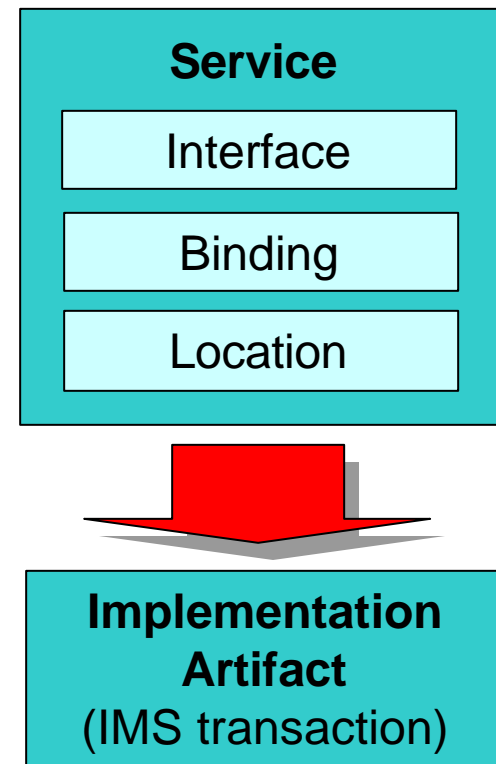 Service
Interface
Binding
Location
Implementation
Artifact
(IMS transaction)